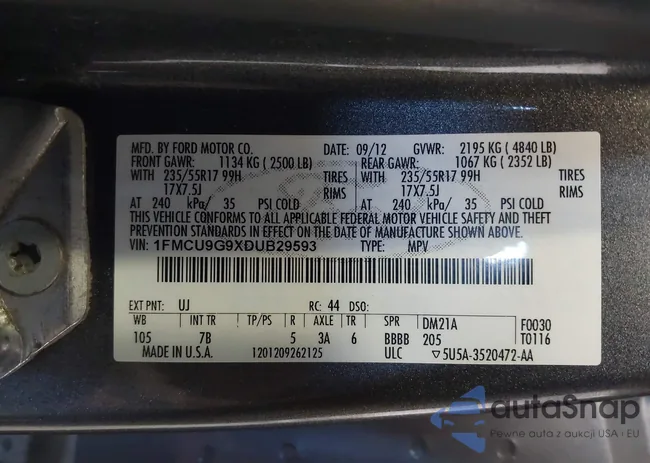 MFD. BY FORD MOTOR CO. DATE: 09/12 GVWR: 2195 KG ( 4840 LB)
FRONT GAWR: 1134 KG ( 2500 LB) REAR GAWR: 1067 KG ( 2352 LB)
WITH 235/55R17 99H TIRES WITH 235/55R17 99H TIRES
17X7.5J RIMS 17X7.5J RIMS
AT 240 kPa/ 35 PSI COLD AT 240 kPa/ 35 PSI COLD
THIS VEHICLE CONFORMS TO ALL APPLICABLE FEDERAL MOTOR VEHICLE SAFETY AND THEFT
PREVENTION STANDARDS IN EFFECT ON THE DATE OF MANUFACTURE SHOWN ABOVE.
VIN: 1FMCU9G9XDUB29593 TYPE: MPV
EXT PNT: UJ RC: 44 DSO:
WB INT TR TP/PS R AXLE TR SPR DM21A F0030
105 7B 5 3A 6 BBBB 205 T0116
MADE IN U.S.A. 1201209262125 ULC ▽5U5A-3520472-AA
autoSnap
Pewne auta z aukcji USA i EU